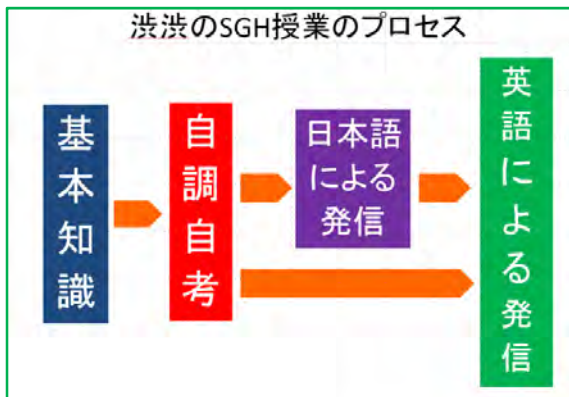 渋渋のSGH授業のプロセス
基本知識
自調自考
日本語
による
発信
英語による発信